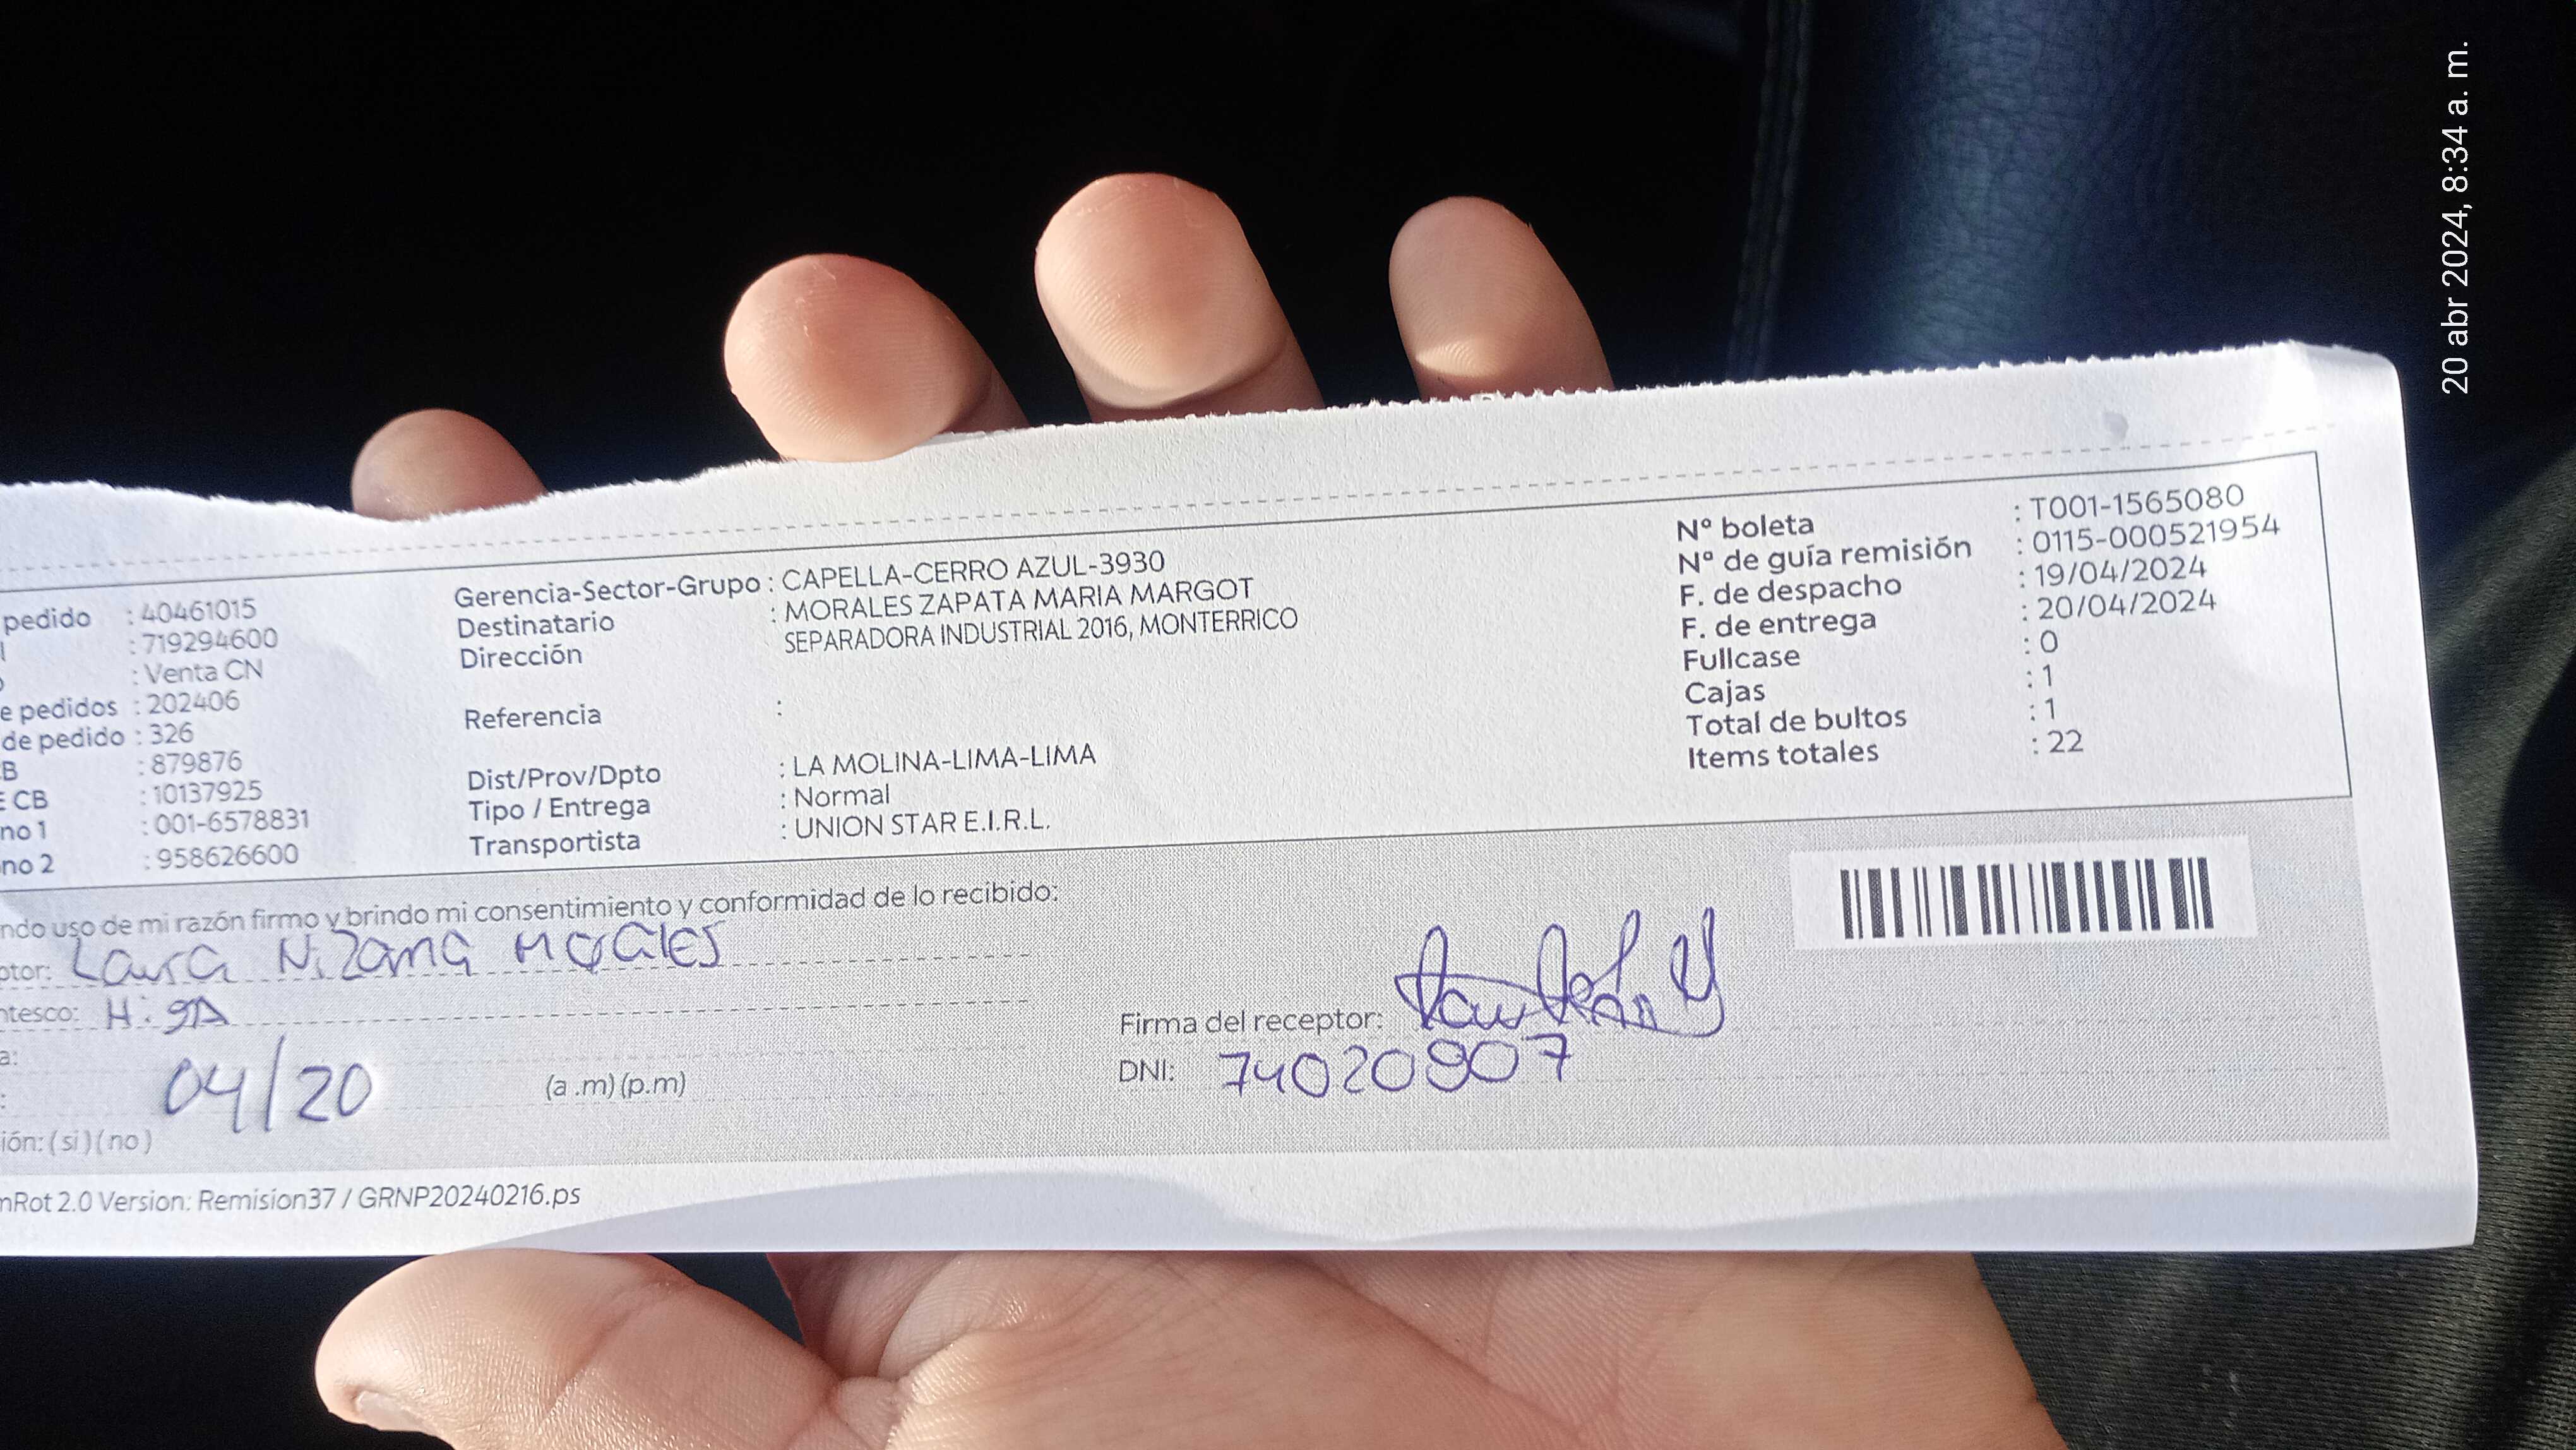 pedido : 40461015
l : 719294600
o : Venta CN
e pedidos : 202406
de pedido : 326
B : 879876
E CB : 10137925
no 1 : 001-6578831
no 2 : 958626600
Gerencia-Sector-Grupo : CAPELLA-CERRO AZUL-3930
Destinatario : MORALES ZAPATA MARIA MARGOT
Dirección SEPARADORA INDUSTRIAL 2016, MONTERRICO
Referencia :
Dist/Prov/Dpto : LA MOLINA-LIMA-LIMA
Tipo / Entrega : Normal
Transportista : UNION STAR E.I.R.L.
Nº boleta : T001-1565080
Nº de guía remisión : 0115-000521954
F. de despacho : 19/04/2024
F. de entrega : 20/04/2024
Fullcase : 0
Cajas : 1
Total de bultos : 1
Items totales : 22
ndo uso de mi razón firmo y brindo mi consentimiento y conformidad de lo recibido:
ptor: Laura Nizama Morales
ntesco: HijA
a:
: 04/20 (a .m) (p.m)
ión: ( si ) ( no )
Firma del receptor:
DNI: 74020907
mRot 2.0 Version: Remision37 / GRNP20240216.ps
20 abr 2024, 8:34 a. m.